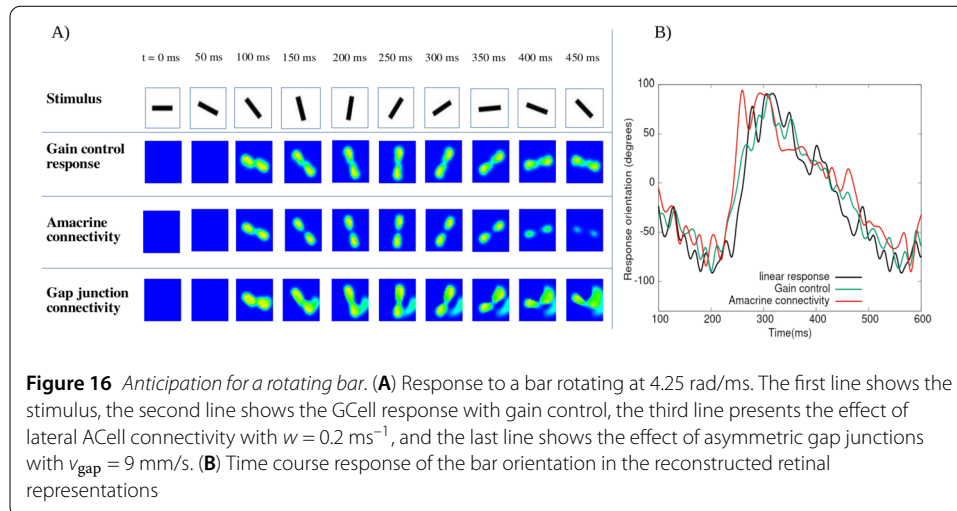 A)
t = 0 ms 50 ms 100 ms 150 ms 200 ms 250 ms 300 ms 350 ms 400 ms 450 ms
Stimulus
Gain control
response
Amacrine
connectivity
Gap junction
connectivity
B)
Response orientation (degrees)
100
50
0
-50
-100
linear response
Gain control
Amacrine connectivity
100 200 300 400 500 600
Time(ms)
Figure 16 Anticipation for a rotating bar. (A) Response to a bar rotating at 4.25 rad/ms. The first line shows the
stimulus, the second line shows the GCell response with gain control, the third line presents the effect of
lateral ACell connectivity with w = 0.2 ms⁻¹, and the last line shows the effect of asymmetric gap junctions
with v_gap = 9 mm/s. (B) Time course response of the bar orientation in the reconstructed retinal
representations